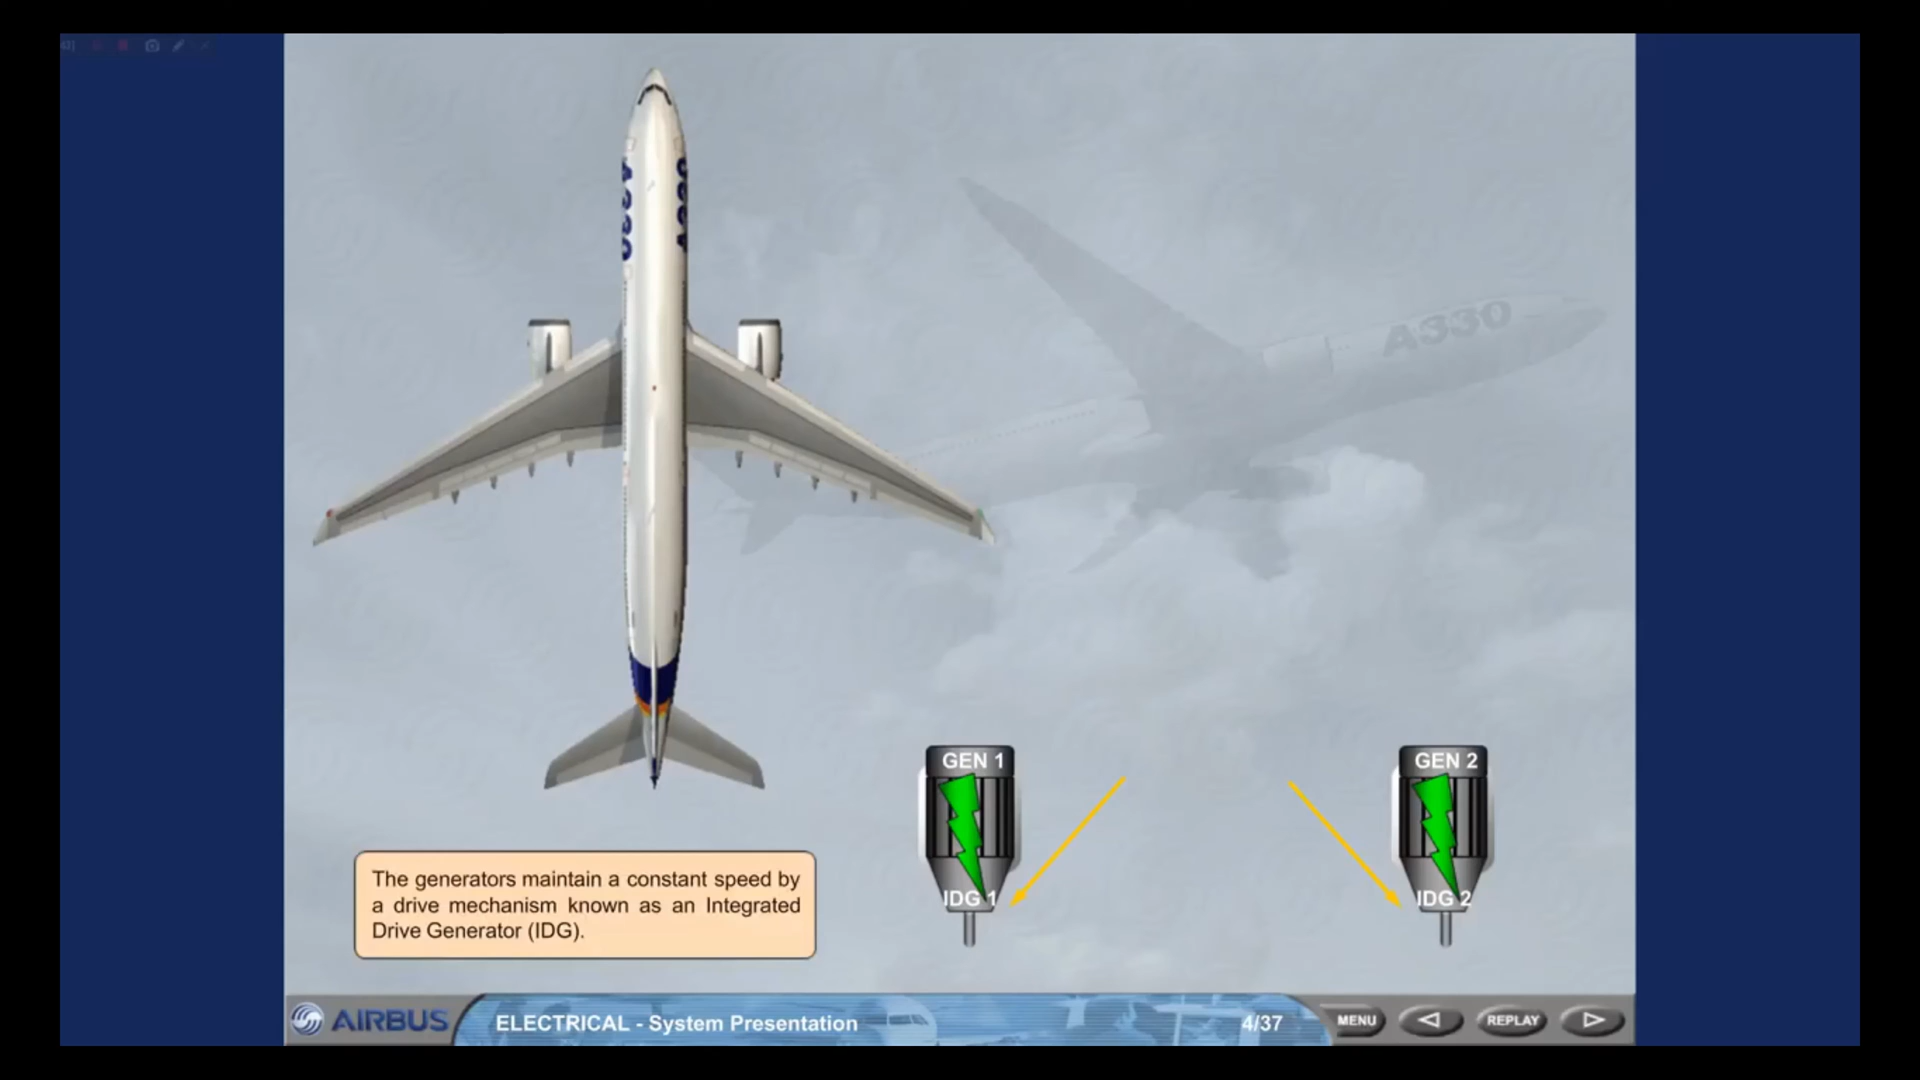 A330
A330
A330
GEN 1
GEN 2
IDG 1
IDG 2
The generators maintain a constant speed by
a drive mechanism known as an Integrated
Drive Generator (IDG).
AIRBUS
ELECTRICAL - System Presentation
4/37
MENU
REPLAY